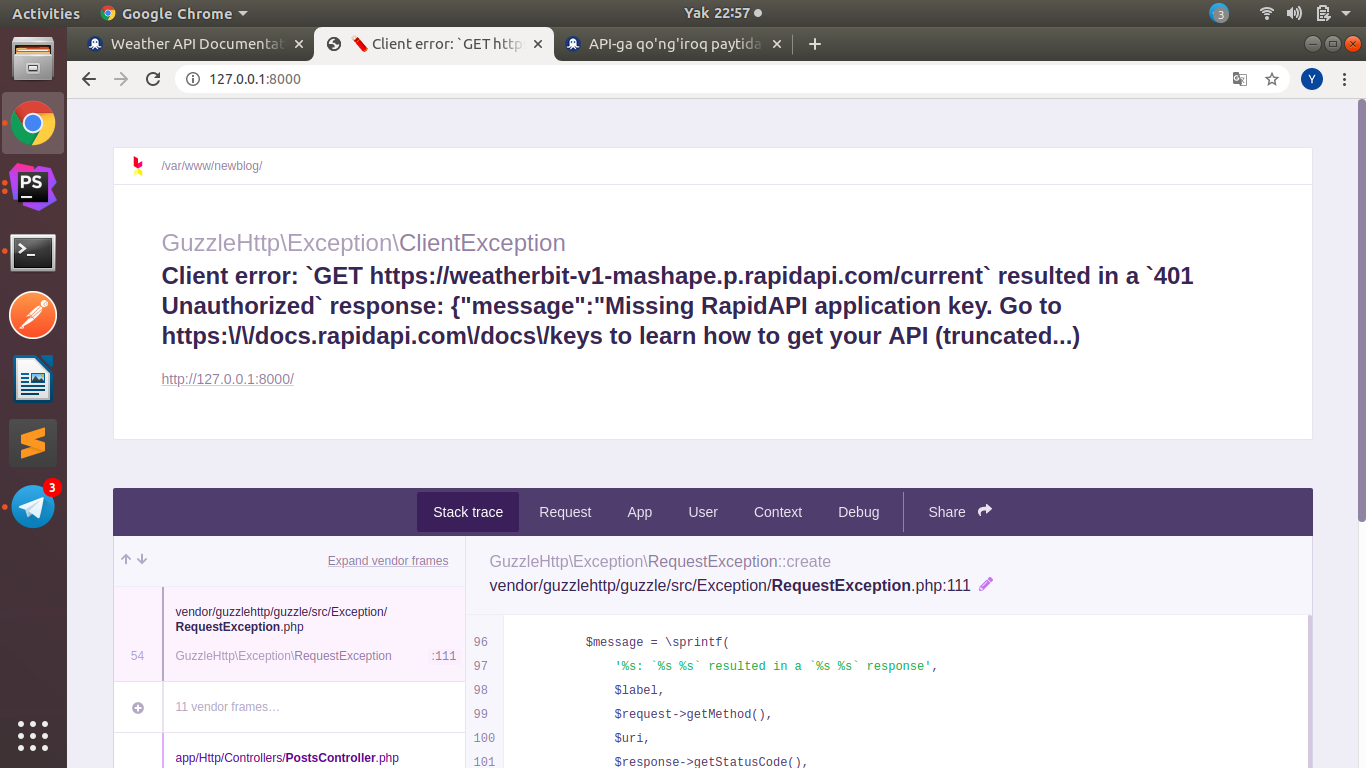 Activities
Google Chrome
Yak 22:57
3
Weather API Documentat
Client error: `GET http
API-ga qo'ng'iroq paytida
127.0.0.1:8000
Y
/var/www/newblog/
GuzzleHttp\Exception\ClientException
Client error: `GET https://weatherbit-v1-mashape.p.rapidapi.com/current` resulted in a `401
Unauthorized` response: {"message":"Missing RapidAPI application key. Go to
https:\/\/docs.rapidapi.com\/docs\/keys to learn how to get your API (truncated...)
http://127.0.0.1:8000/
PS
3
Stack trace
Request
App
User
Context
Debug
Share
Expand vendor frames
vendor/guzzlehttp/guzzle/src/Exception/
RequestException.php
54
GuzzleHttp\Exception\RequestException :111
11 vendor frames…
app/Http/Controllers/PostsController.php
GuzzleHttp\Exception\RequestException::create
vendor/guzzlehttp/guzzle/src/Exception/RequestException.php:111
96 $message = \sprintf(
97 '%s: `%s %s` resulted in a `%s %s` response',
98 $label,
99 $request->getMethod(),
100 $uri,
101 $response->getStatusCode(),